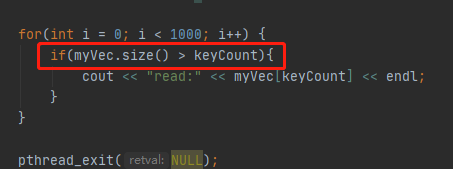 for(int i = 0; i < 1000; i++) {
if(myVec.size() > keyCount){
cout << "read:" << myVec[keyCount] << endl;
}
}
pthread_exit( retval: NULL);